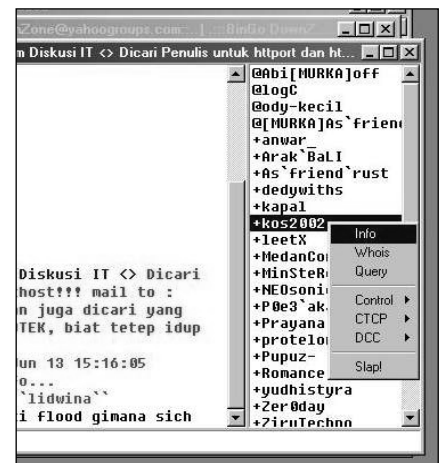 Zone@yahoogroups.com
m Diskusi IT <> Dicari Penulis untuk httport dan ht...
Diskusi IT <> Dicari
host!!! mail to :
n juga dicari yang
TEK, biat tetep idup
Jun 13 15:16:05
o...
`lidwina``
i flood gimana sich
@Abi[MURKA]off
@logC
@ody-kecil
@[MURKA]As`frien
+anwar_
+Arak`BaLI
+As`friend`rust
+dedywiths
+kapal
+kos2002
+leetX
+MedanCo
+MinSteR
+NEOsoni
+P0e3`ak
+Prayana
+protelo
+Pupuz-
+Romance
+yudhistyra
+Zer0day
+ZiruTechno
Info
Whois
Query
Control
CTCP
DCC
Slap!